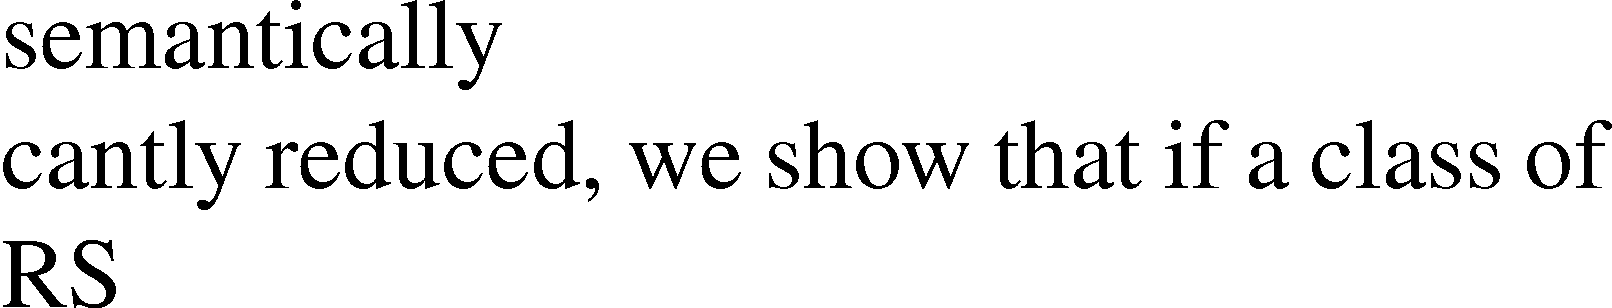 semantically
cantly reduced, we show that if a class of
RS